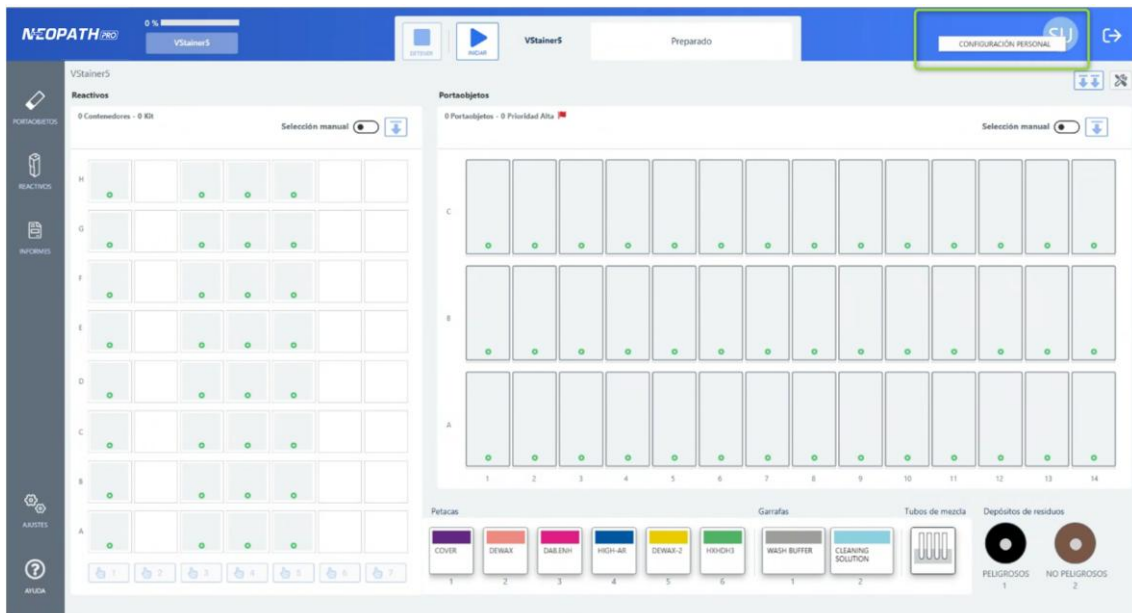 NEOPATH PRO
0 %
VStainer5
DETENER
ANDAR
VStainer5
Preparado
SU
CONFIGURACIÓN PERSONAL
VStainer5
PORTAOBJETOS
REACTIVOS
INFORMES
AJUSTES
AYUDA
Reactivos
0 Contenedores - 0 Kit
Selección manual
H
G
F
E
D
C
B
A
1 2 3 4 5 6 7
Portaobjetos
0 Portaobjetos - 0 Prioridad Alta
Selección manual
C
B
A
1 2 3 4 5 6 7 8 9 10 11 12 13 14
Petacas
COVER DEWAX DAB.ENH HIGH-AR DEWAX-2 HXHDH3
1 2 3 4 5 6
Garrafas
WASH BUFFER
CLEANING
SOLUTION
1 2
Tubos de mezcla
Depósitos de residuos
PELIGROSOS NO PELIGROSOS
1 2